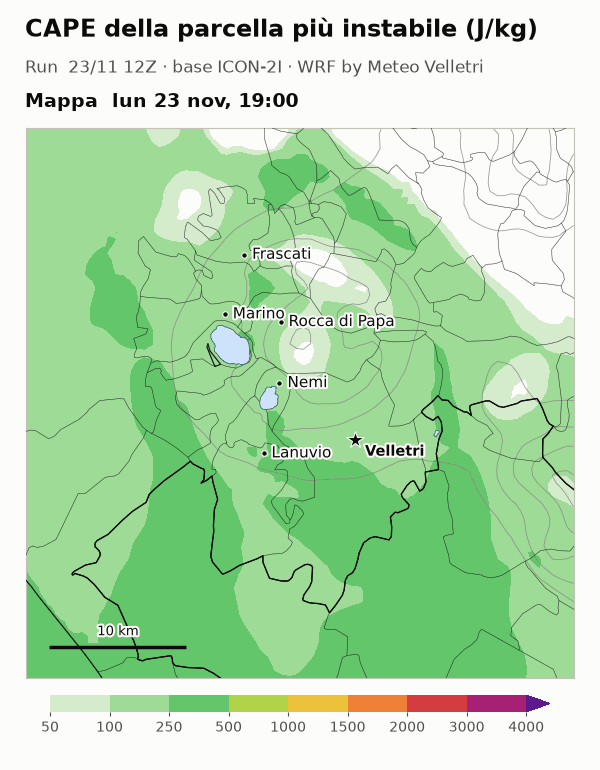 CAPE della parcella più instabile (J/kg)
Run  23/11 12Z · base ICON-2I · WRF by Meteo Velletri
Mappa  lun 23 nov, 19:00
Frascati
Marino
Rocca di Papa
Nemi
Velletri
Lanuvio
10 km
50 100 250 500 1000 1500 2000 3000 4000